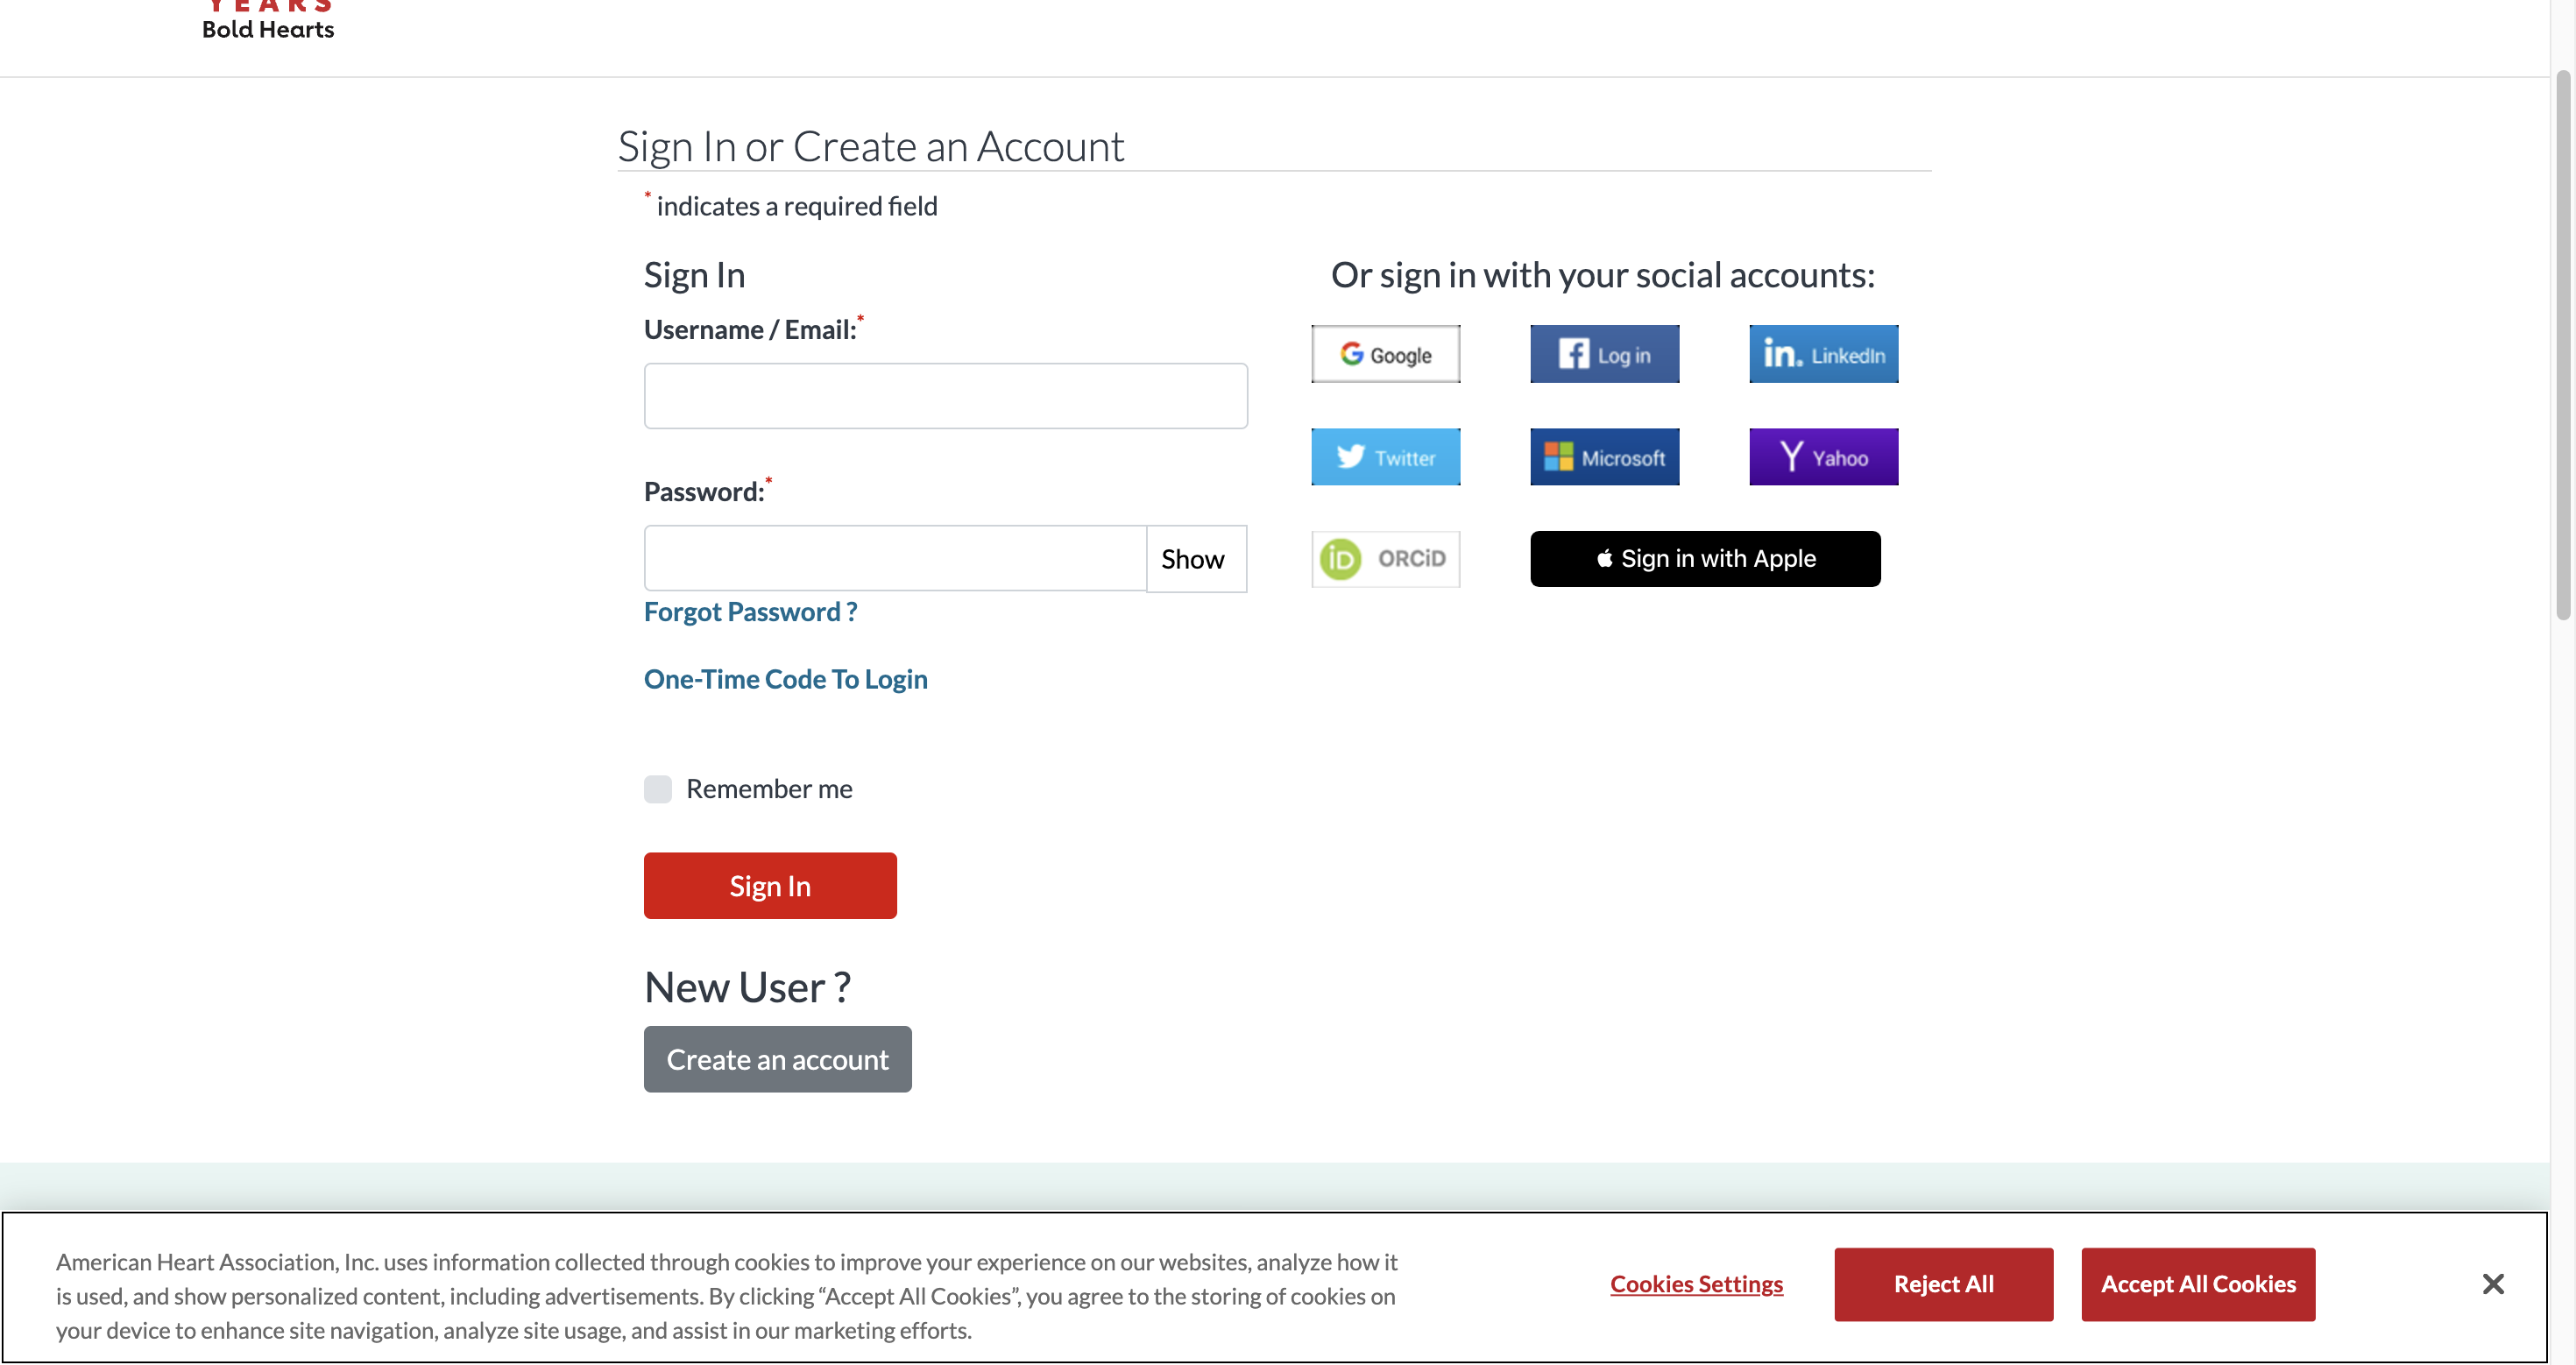 YEARS
Bold Hearts
Sign In or Create an Account
* indicates a required field
Sign In
Username / Email:*
Password:*
Show
Forgot Password ?
One-Time Code To Login
Remember me
Sign In
New User ?
Create an account
Or sign in with your social accounts:
Google
Log in
in. LinkedIn
Twitter
Microsoft
Y Yahoo
iD ORCiD
Sign in with Apple
American Heart Association, Inc. uses information collected through cookies to improve your experience on our websites, analyze how it
is used, and show personalized content, including advertisements. By clicking “Accept All Cookies”, you agree to the storing of cookies on
your device to enhance site navigation, analyze site usage, and assist in our marketing efforts.
Cookies Settings
Reject All
Accept All Cookies